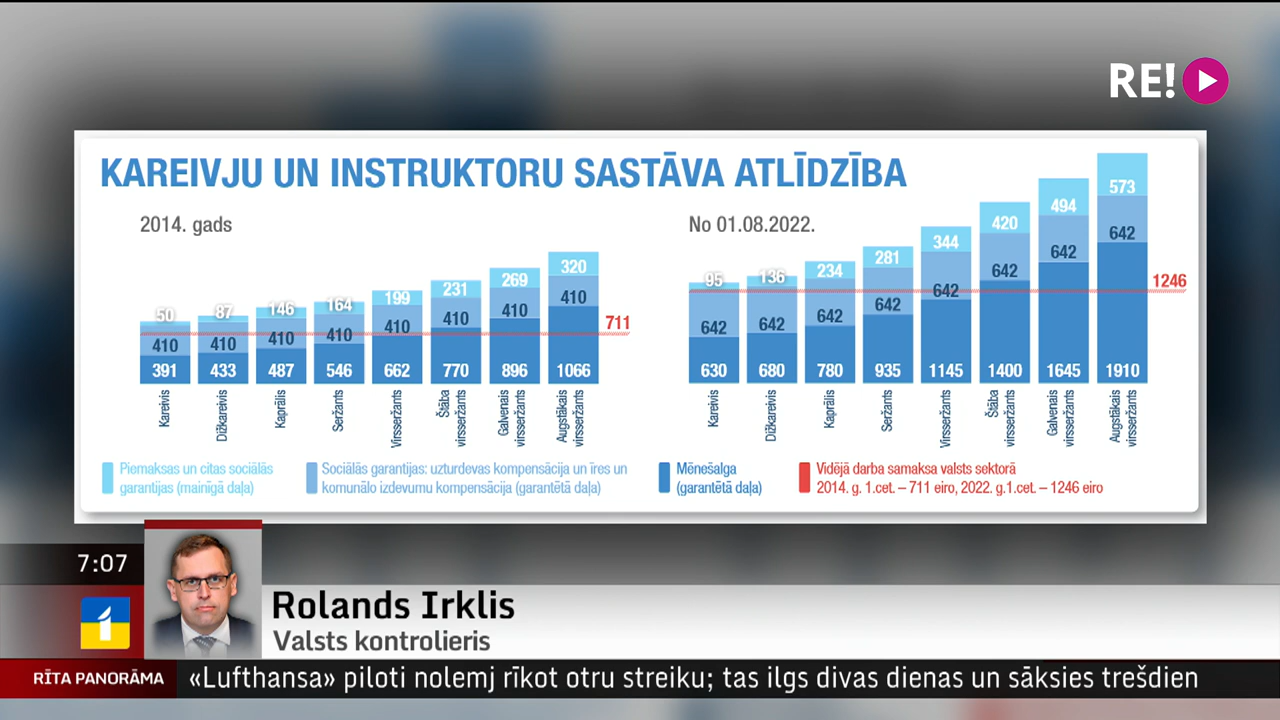 RE!
KAREIVJU UN INSTRUKTORU SASTĀVA ATLĪDZĪBA
2014. gads
50 87 146 164 199 231 269 320
410 410 410 410 410 410 410 410
391 433 487 546 662 770 896 1066
711
Kareivis
Dižkareivis
Kaprālis
Seržants
Virsseržants
Štāba
virsseržants
Galvenais
virsseržants
Augstākais
virsseržants
No 01.08.2022.
95 136 234 281 344 420 494 573
642 642 642 642 642 642 642 642
630 680 780 935 1145 1400 1645 1910
1246
Kareivis
Dižkareivis
Kaprālis
Seržants
Virsseržants
Štāba
virsseržants
Galvenais
virsseržants
Augstākais
virsseržants
Piemaksas un citas sociālās
garantijas (mainīgā daļa)
Sociālās garantijas: uzturdevas kompensācija un īres un
komunālo izdevumu kompensācija (garantētā daļa)
Mēnešalga
(garantētā daļa)
Vidējā darba samaksa valsts sektorā
2014. g. 1.cet. – 711 eiro, 2022. g.1.cet. – 1246 eiro
7:07
1
Rolands Irklis
Valsts kontrolieris
RĪTA PANORĀMA
«Lufthansa» piloti nolemj rīkot otru streiku; tas ilgs divas dienas un sāksies trešdien